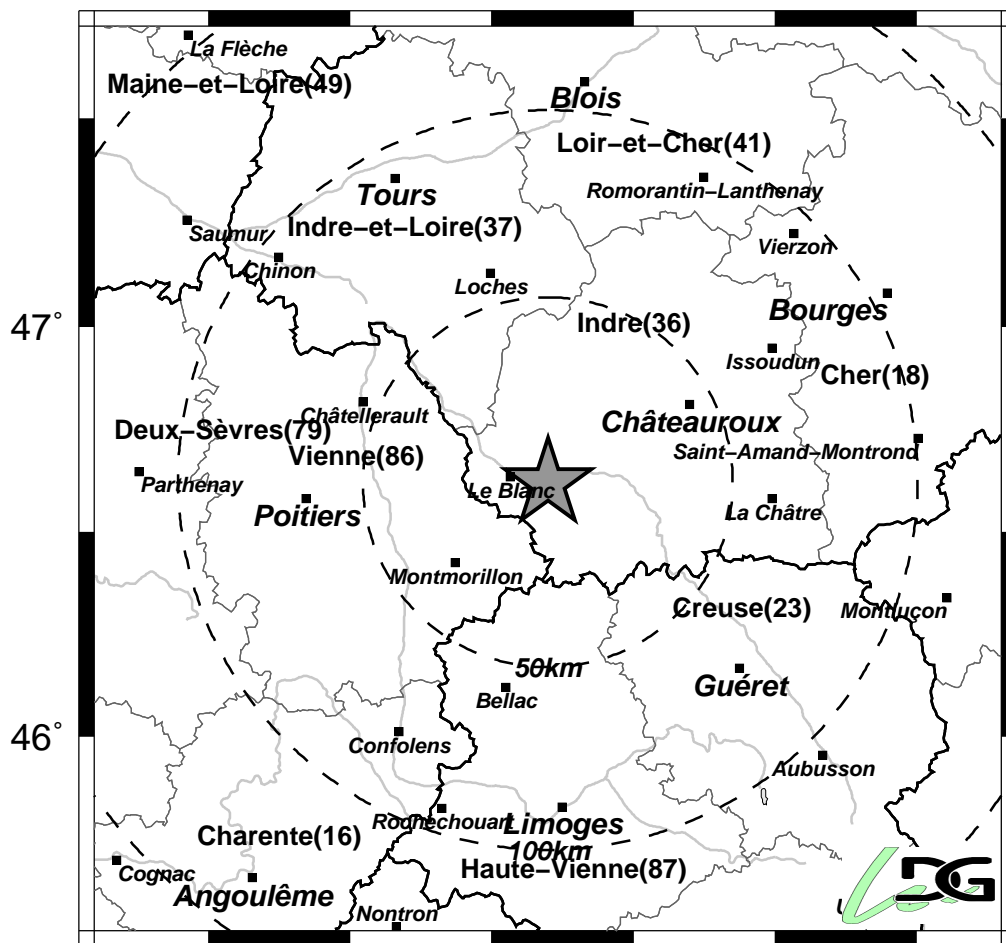 La Flèche
Maine−et−Loire(49)
Blois
Loir−et−Cher(41)
Tours
Romorantin−Lanthenay
Indre−et−Loire(37)
Saumur
Vierzon
Chinon
Loches
Bourges
47°
Indre(36)
Issoudun
Cher(18)
Châtellerault
Châteauroux
Deux−Sèvres(79)
Vienne(86)
Saint−Amand−Montrond
Parthenay
Le Blanc
Poitiers
La Châtre
Montmorillon
Creuse(23)
Montluçon
50km
Guéret
Bellac
46°
Confolens
Aubusson
Rochechouart
Limoges
Charente(16)
100km
Haute−Vienne(87)
Cognac
Angoulême
Nontron
DG